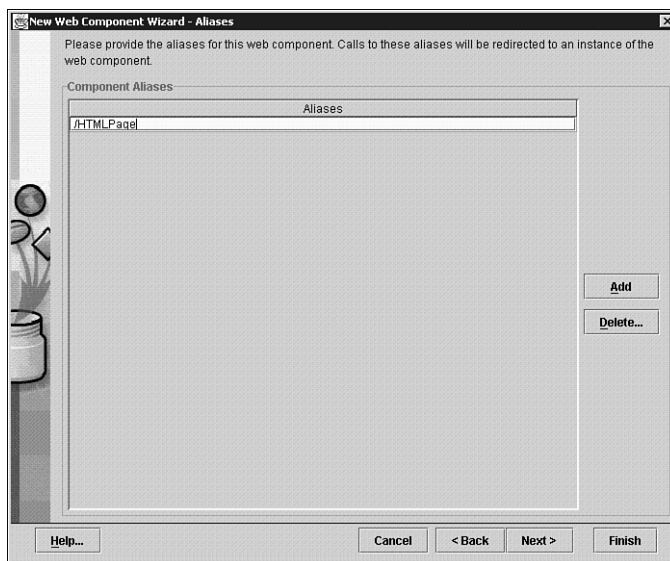 New Web Component Wizard - Aliases
Please provide the aliases for this web component. Calls to these aliases will be redirected to an instance of the
web component.
Component Aliases
Aliases
/HTMLPage
Add
Delete...
Help...
Cancel
< Back
Next >
Finish